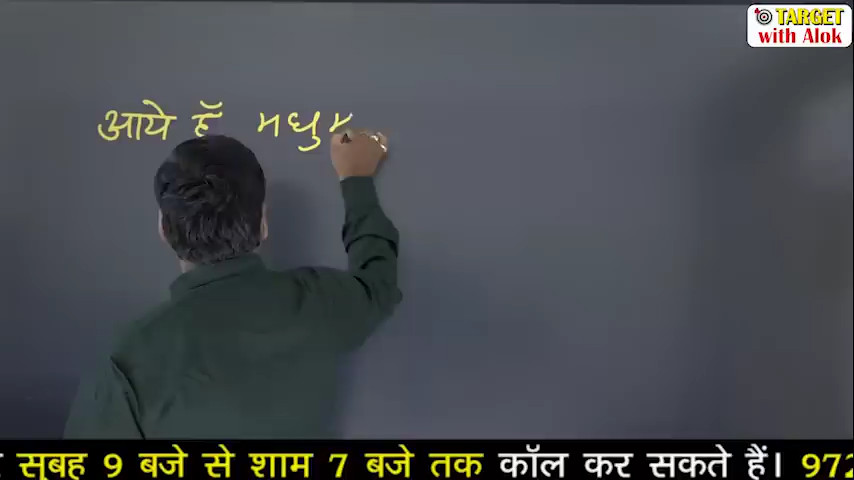 TARGET
with Alok
आये हैं मधुम
सुबह 9 बजे से शाम 7 बजे तक कॉल कर सकते हैं। 972